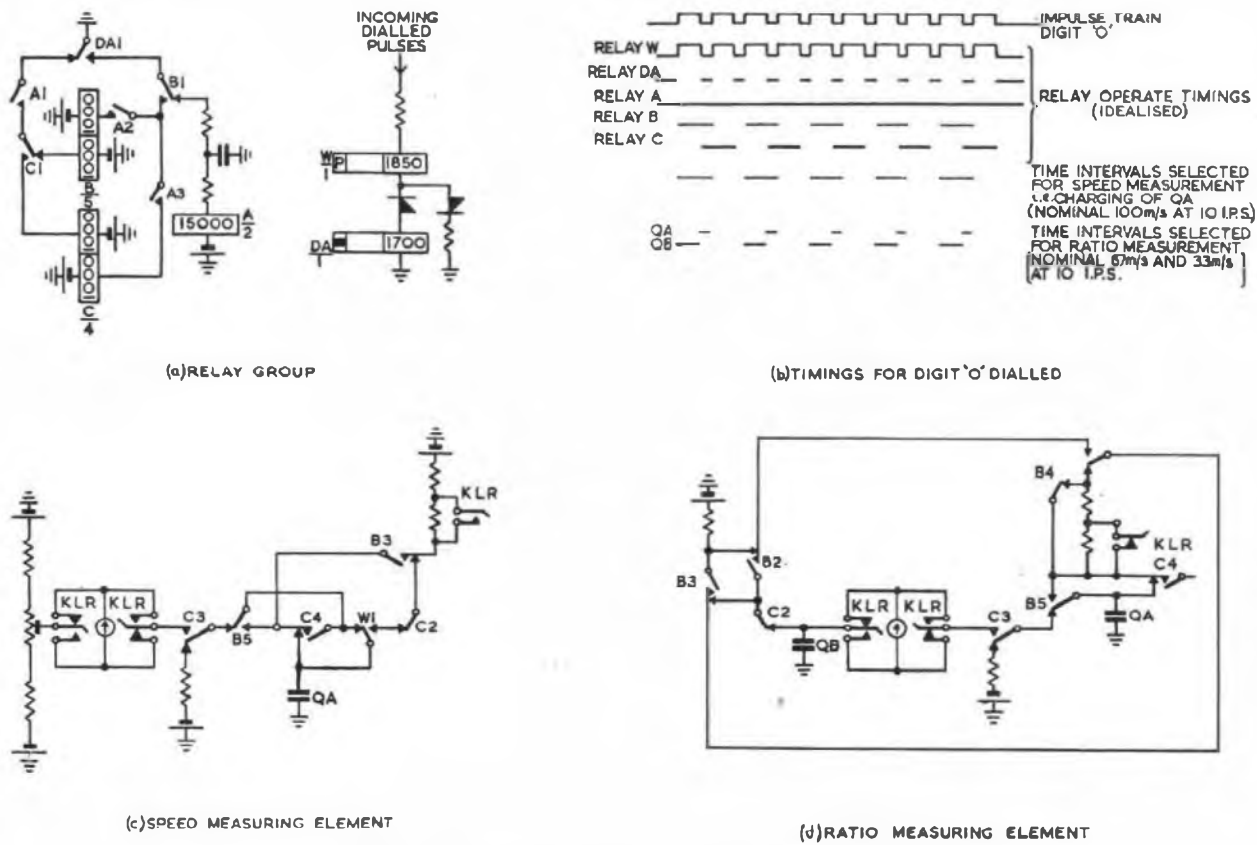 DA1
A1
B1
A2
C1
B
5
A3
15000
A
2
C
4
INCOMING
DIALLED
PULSES
W
1
P
1850
DA
1
1700
(a) RELAY GROUP
IMPULSE TRAIN
DIGIT 'O'
RELAY W
RELAY DA
RELAY A
RELAY B
RELAY C
RELAY OPERATE TIMINGS
(IDEALISED)
TIME INTERVALS SELECTED
FOR SPEED MEASUREMENT
i.e. CHARGING OF QA
(NOMINAL 100m/s AT 10 I.P.S)
QA
QB
TIME INTERVALS SELECTED
FOR RATIO MEASUREMENT
NOMINAL 67m/s AND 33m/s
AT 10 I.P.S.
(b) TIMINGS FOR DIGIT 'O' DIALLED
KLR
KLR
C3
B5
C4
W1
C2
B3
KLR
QA
(c) SPEED MEASURING ELEMENT
B4
B3
B2
C2
QB
KLR
KLR
C3
B5
KLR
C4
QA
(d) RATIO MEASURING ELEMENT